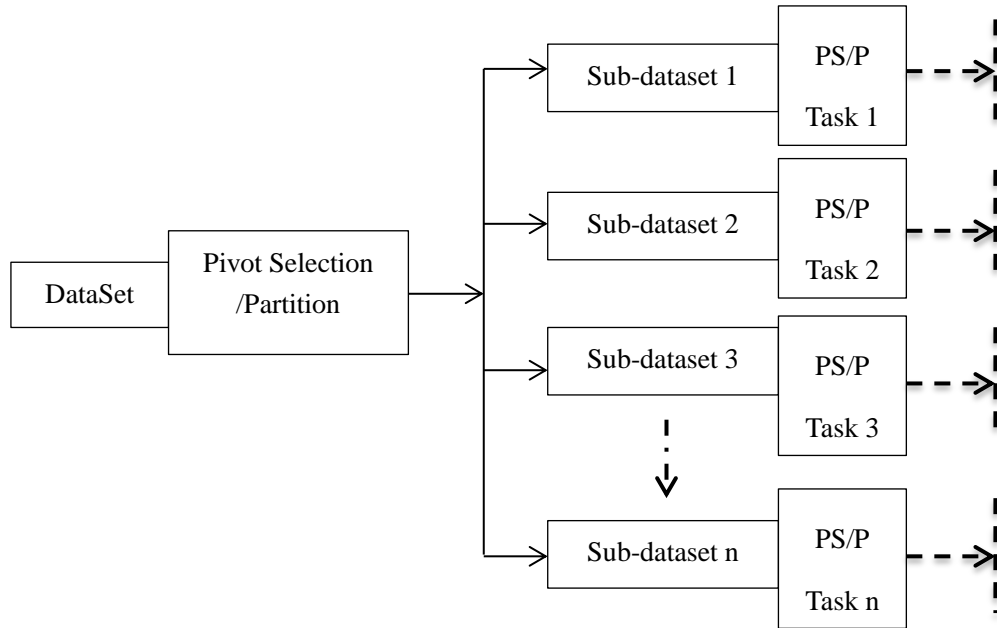 DataSet
Pivot Selection
/Partition
Sub-dataset 1
PS/P
Task 1
Sub-dataset 2
PS/P
Task 2
Sub-dataset 3
PS/P
Task 3
Sub-dataset n
PS/P
Task n